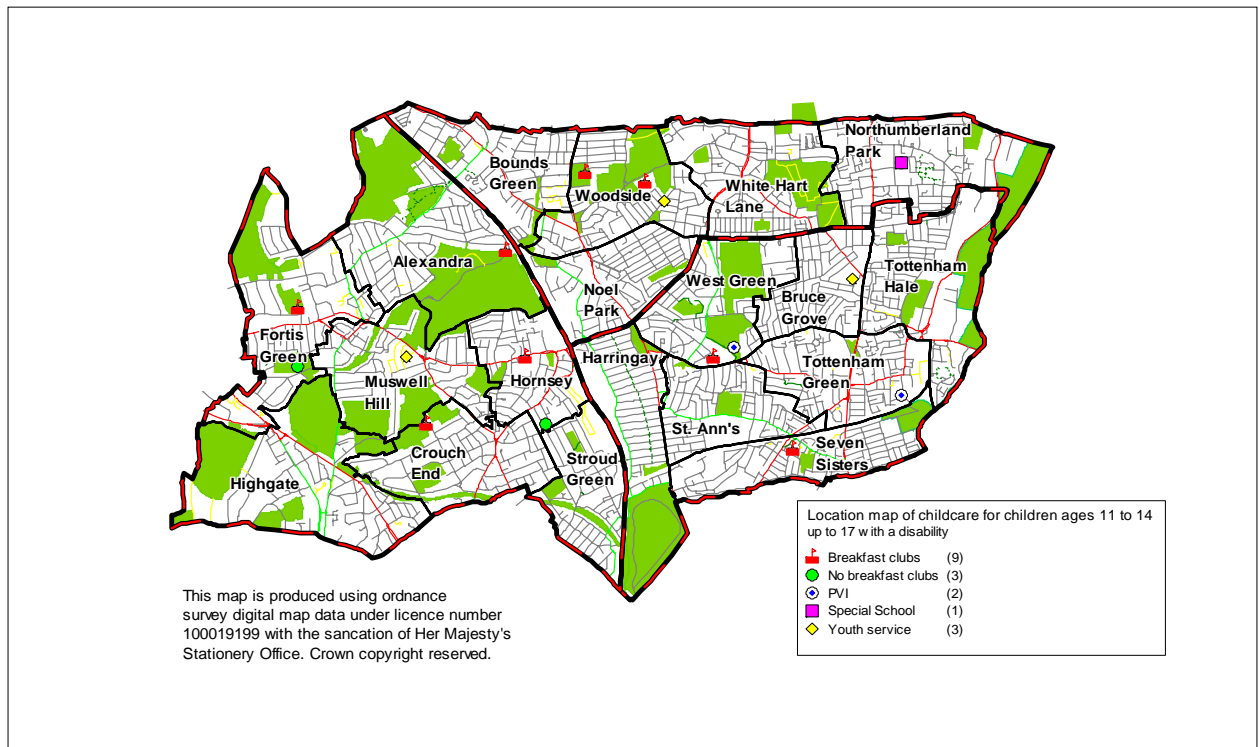 Northumberland
Park
Bounds
Green
Woodside
White Hart
Lane
Alexandra
Tottenham
Hale
West Green
Noel
Park
Bruce
Grove
Fortis
Green
Harringay
Tottenham
Green
Muswell
Hill
Hornsey
St. Ann's
Seven
Sisters
Crouch
End
Stroud
Green
Highgate
Location map of childcare for children ages 11 to 14
up to 17 with a disability
Breakfast clubs (9)
No breakfast clubs (3)
PVI (2)
Special School (1)
Youth service (3)
This map is produced using ordnance
survey digital map data under licence number
100019199 with the sancation of Her Majesty's
Stationery Office. Crown copyright reserved.